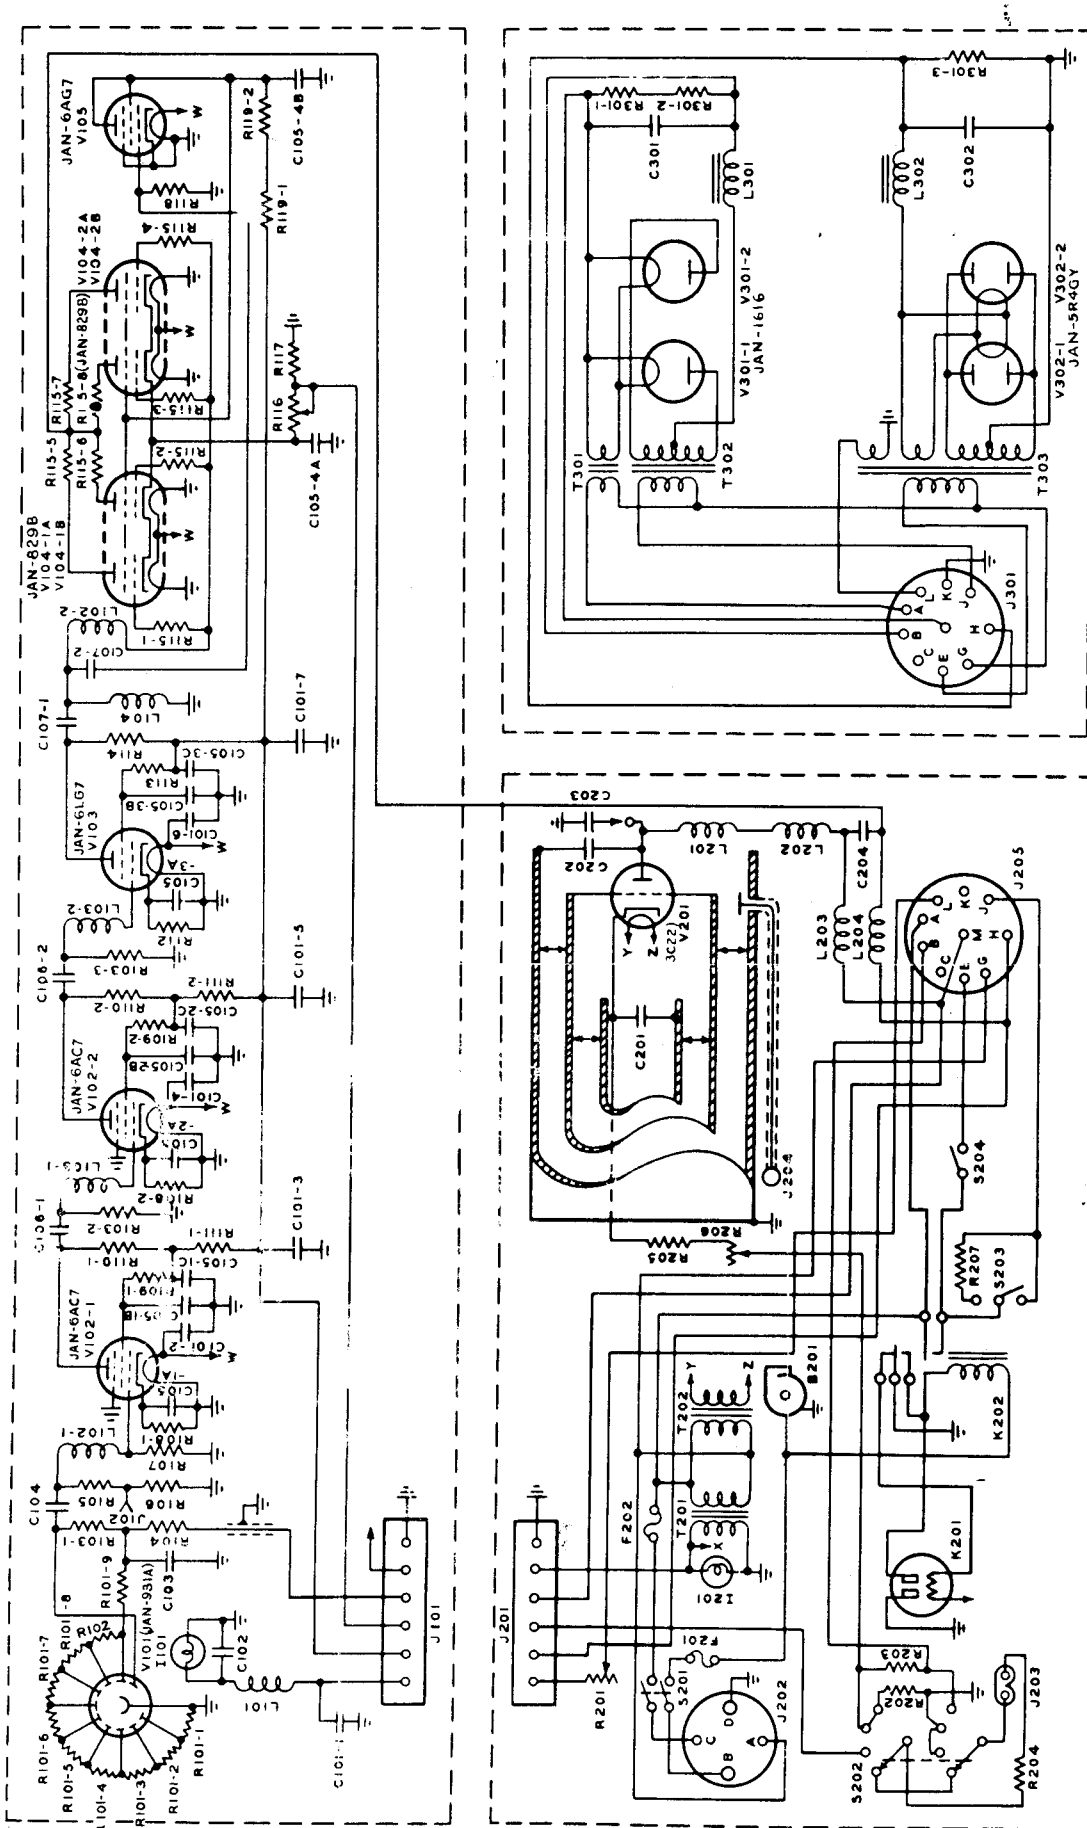 JAN-6AG7
V105
R119-2
C105-4B
R118
R119-1
R115-4
V104-2A
V104-2B
(JAN-829B)
R115-7
R115-8
R115-3
R117
R116
R115-5
R115-6
R115-2
C105-4A
W
W
W
JAN-829B
V104-1A
V104-1B
L102-2
R115-1
C107-2
C107-1
L104
R114
C105-3C
C101-7
R113
C105-3B
C101-6
JAN-6LG7
V103
W
-3A
C105
R112
L103-2
R103-3
C106-2
R111-2
C101-5
R110-2
C105-2C
R109-2
C105-2B
C101-4
JAN-6AC7
V102-2
W
-2A
C105
R108-2
L103-1
R103-2
C106-1
R111-1
C101-3
R110-1
C105-1C
R109-1
C105-1B
C101-2
JAN-6AC7
V102-1
W
-1A
C105
R108-1
L102-1
R107
C104
R105
R106
J102
R103-1
R104
R101-9
C103
V101(JAN-931A)
I101
C102
L101
C101-1
J101
R102
R101-8
R101-7
R101-6
R101-5
R101-4
R101-3
R101-2
R101-1
R301-3
R301-1
R301-2
C301
L301
L302
C302
V301-2
V301-1
JAN-1616
V302-2
V302-1
JAN-5R4GY
T301
T302
T303
J301
A
B
C
E
G
H
J
K
L
C203
C202
L201
L202
C204
Y
Z
3C22)
V201
C201
L203
L204
J205
A
B
C
E
G
H
J
K
L
M
J204
S204
R205
R206
R207
S203
Y
Z
T202
B201
K202
F202
T201
X
I201
K201
J201
R201
F201
S201
J202
A
B
C
D
R203
R202
S202
J203
R204